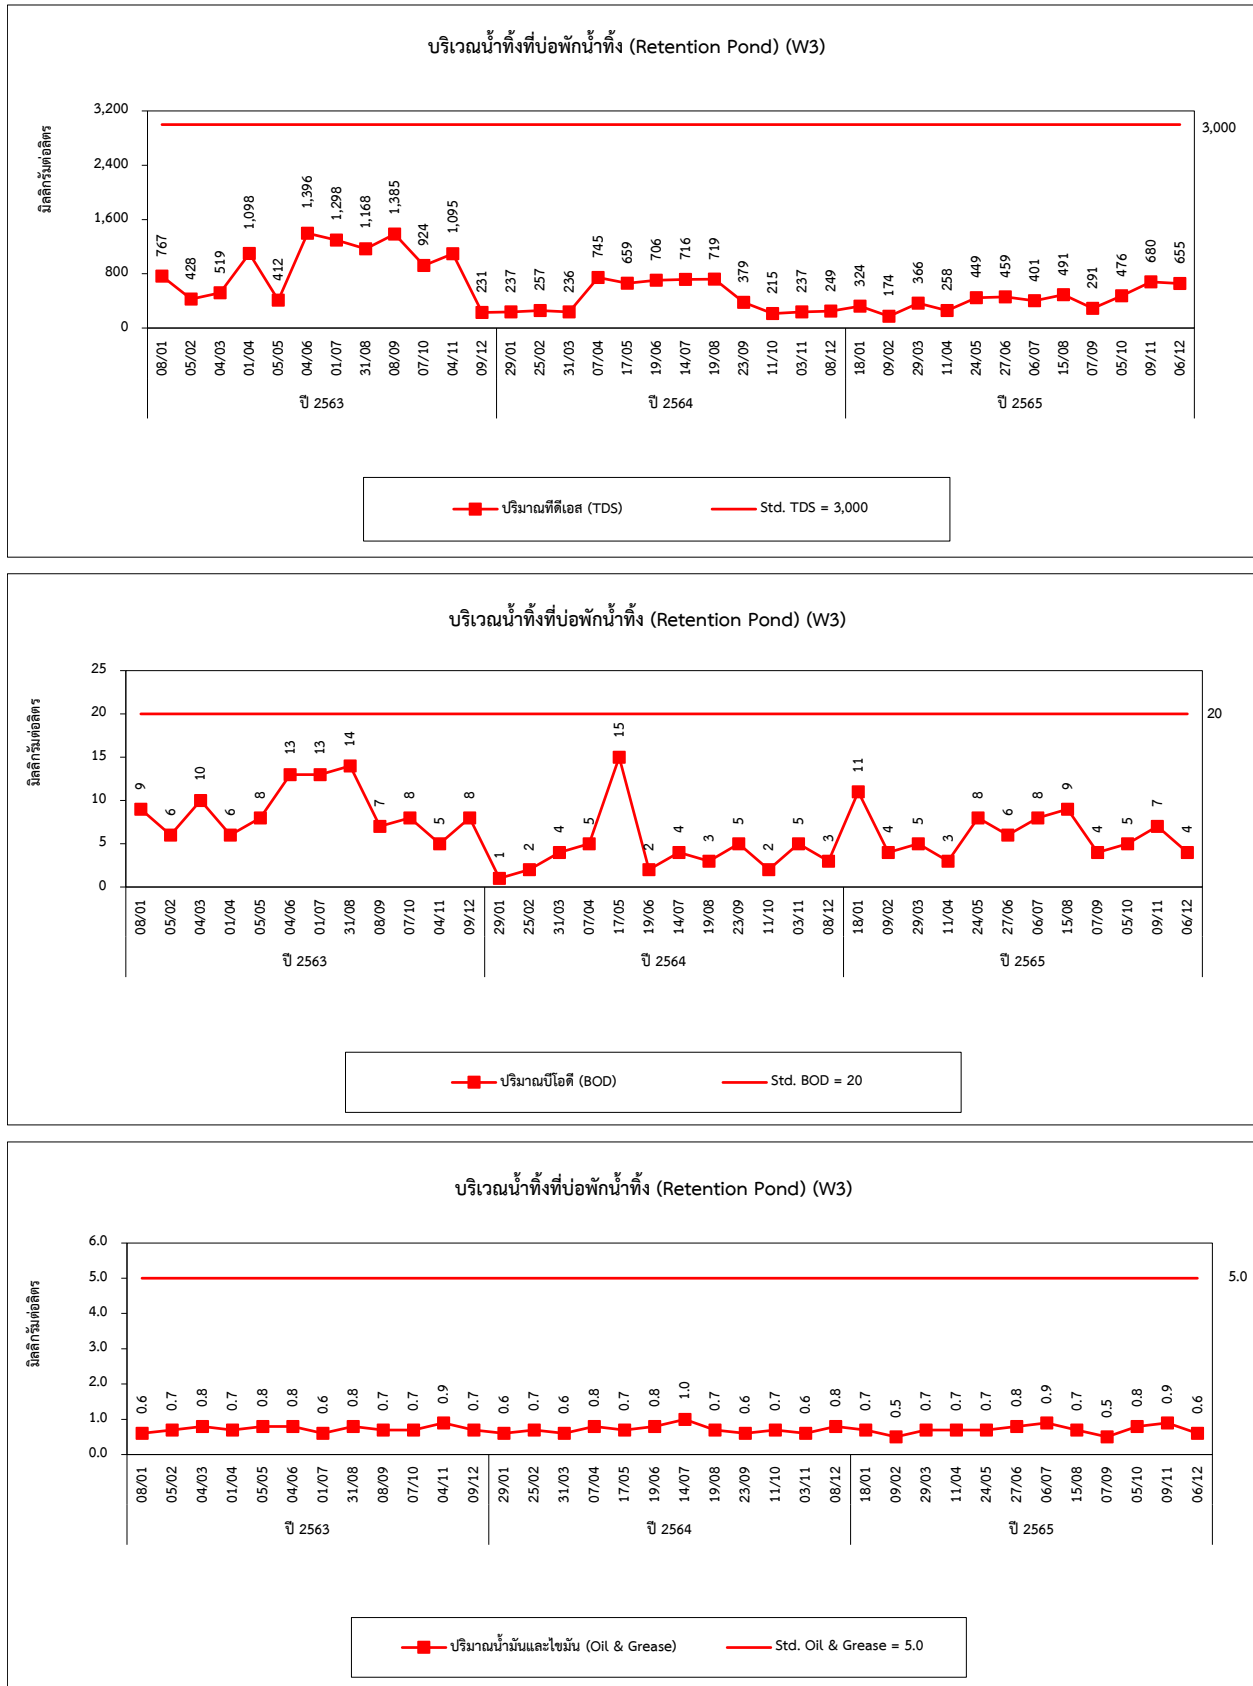 บริเวณน้ำทิ้งที่บ่อพักน้ำทิ้ง (Retention Pond) (W3)
มิลลิกรัมต่อลิตร
3,200
2,400
1,600
800
0
3,000
767 428 519 1,098 412 1,396 1,298 1,168 1,385 924 1,095 231 237 257 236 745 659 706 716 719 379 215 237 249 324 174 366 258 449 459 401 491 291 476 680 655
08/01 05/02 04/03 01/04 05/05 04/06 01/07 31/08 08/09 07/10 04/11 09/12 29/01 25/02 31/03 07/04 17/05 19/06 14/07 19/08 23/09 11/10 03/11 08/12 18/01 09/02 29/03 11/04 24/05 27/06 06/07 15/08 07/09 05/10 09/11 06/12
ปี 2563 ปี 2564 ปี 2565
ปริมาณทีดีเอส (TDS) Std. TDS = 3,000
บริเวณน้ำทิ้งที่บ่อพักน้ำทิ้ง (Retention Pond) (W3)
มิลลิกรัมต่อลิตร
25
20
15
10
5
0
20
9 6 10 6 8 13 13 14 7 8 5 8 1 2 4 5 15 2 4 3 5 2 5 3 11 4 5 3 8 6 8 9 4 5 7 4
08/01 05/02 04/03 01/04 05/05 04/06 01/07 31/08 08/09 07/10 04/11 09/12 29/01 25/02 31/03 07/04 17/05 19/06 14/07 19/08 23/09 11/10 03/11 08/12 18/01 09/02 29/03 11/04 24/05 27/06 06/07 15/08 07/09 05/10 09/11 06/12
ปี 2563 ปี 2564 ปี 2565
ปริมาณบีโอดี (BOD) Std. BOD = 20
บริเวณน้ำทิ้งที่บ่อพักน้ำทิ้ง (Retention Pond) (W3)
มิลลิกรัมต่อลิตร
6.0
5.0
4.0
3.0
2.0
1.0
0.0
5.0
0.6 0.7 0.8 0.7 0.8 0.8 0.6 0.8 0.7 0.7 0.9 0.7 0.6 0.7 0.6 0.8 0.7 0.8 1.0 0.7 0.6 0.7 0.6 0.8 0.7 0.5 0.7 0.7 0.7 0.8 0.9 0.7 0.5 0.8 0.9 0.6
08/01 05/02 04/03 01/04 05/05 04/06 01/07 31/08 08/09 07/10 04/11 09/12 29/01 25/02 31/03 07/04 17/05 19/06 14/07 19/08 23/09 11/10 03/11 08/12 18/01 09/02 29/03 11/04 24/05 27/06 06/07 15/08 07/09 05/10 09/11 06/12
ปี 2563 ปี 2564 ปี 2565
ปริมาณน้ำมันและไขมัน (Oil & Grease) Std. Oil & Grease = 5.0